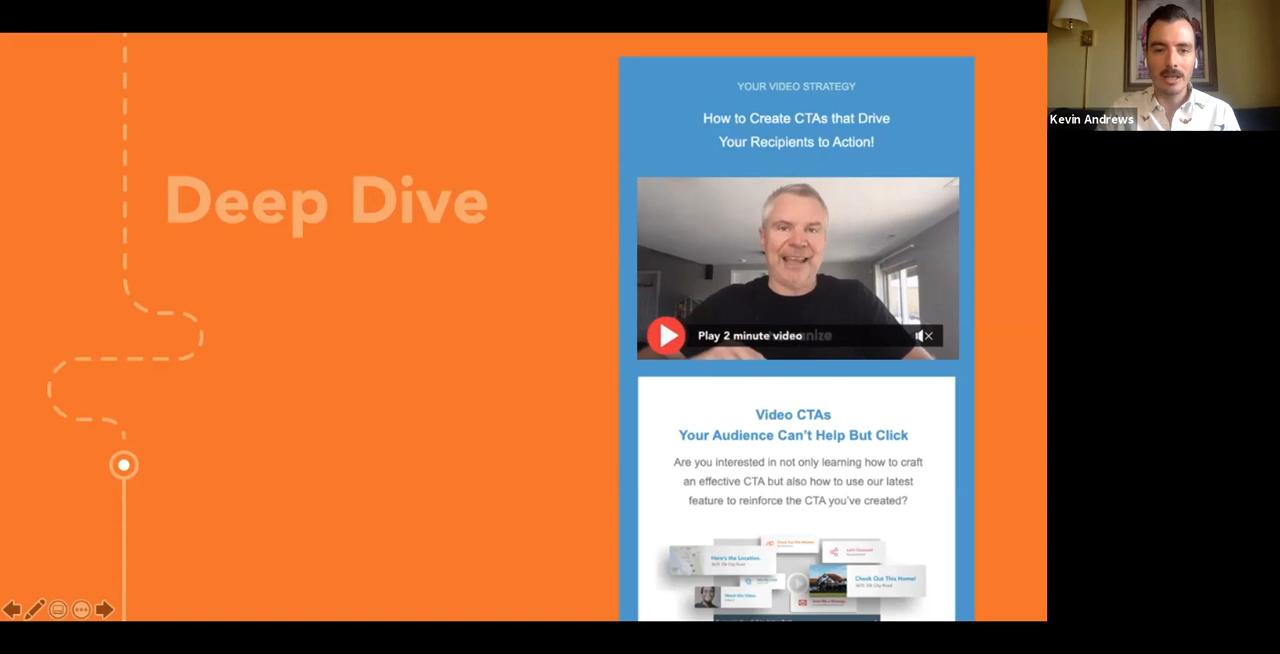 Deep Dive
YOUR VIDEO STRATEGY
How to Create CTAs that Drive
Your Recipients to Action!
Play 2 minute video
Video CTAs
Your Audience Can't Help But Click
Are you interested in not only learning how to craft
an effective CTA but also how to use our latest
feature to reinforce the CTA you've created?
Here's the Location.
Check Out This Home!
Kevin Andrews